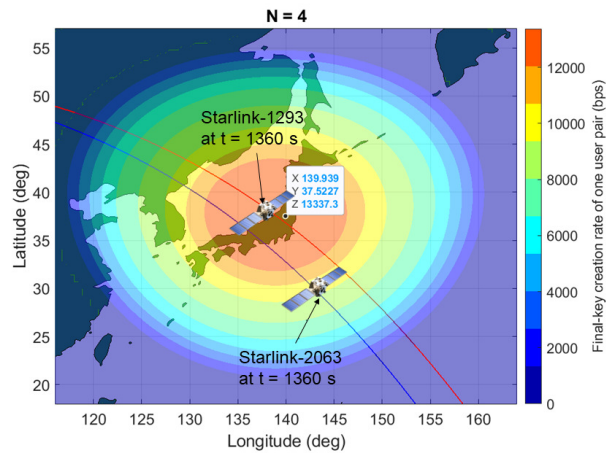 N = 4
Starlink-1293
at t = 1360 s
X 139.939
Y 37.5227
Z 13337.3
Starlink-2063
at t = 1360 s
Latitude (deg)
55
50
45
40
35
30
25
20
120 125 130 135 140 145 150 155 160
Longitude (deg)
12000
10000
8000
6000
4000
2000
0
Final-key creation rate of one user pair (bps)